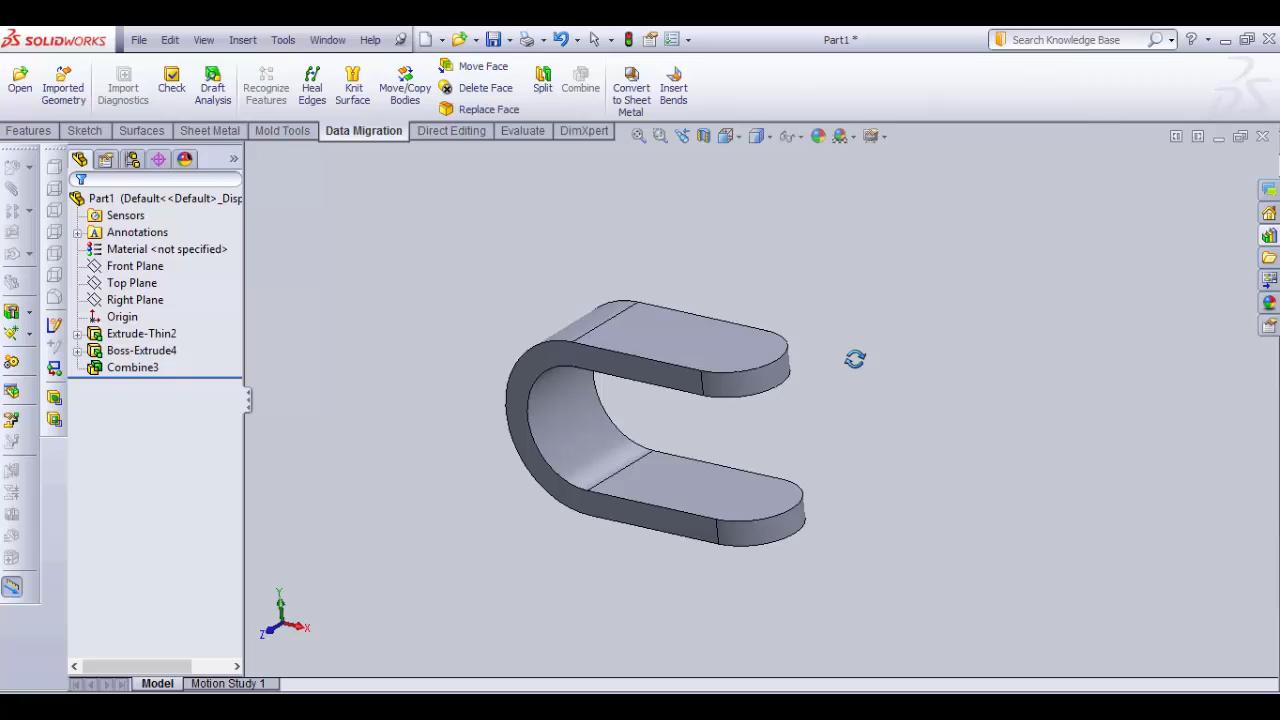 SOLIDWORKS File Edit View Insert Tools Window Help Part1 * Search Knowledge Base
Open Imported Geometry Import Diagnostics Check Draft Analysis Recognize Features Heal Edges Knit Surface Move/Copy Bodies Move Face Delete Face Replace Face Split Combine Convert to Sheet Metal Insert Bends
Features Sketch Surfaces Sheet Metal Mold Tools Data Migration Direct Editing Evaluate DimXpert
Part1 (Default<<Default>_Disp
Sensors
Annotations
Material <not specified>
Front Plane
Top Plane
Right Plane
Origin
Extrude-Thin2
Boss-Extrude4
Combine3
Y
Z X
Model Motion Study 1